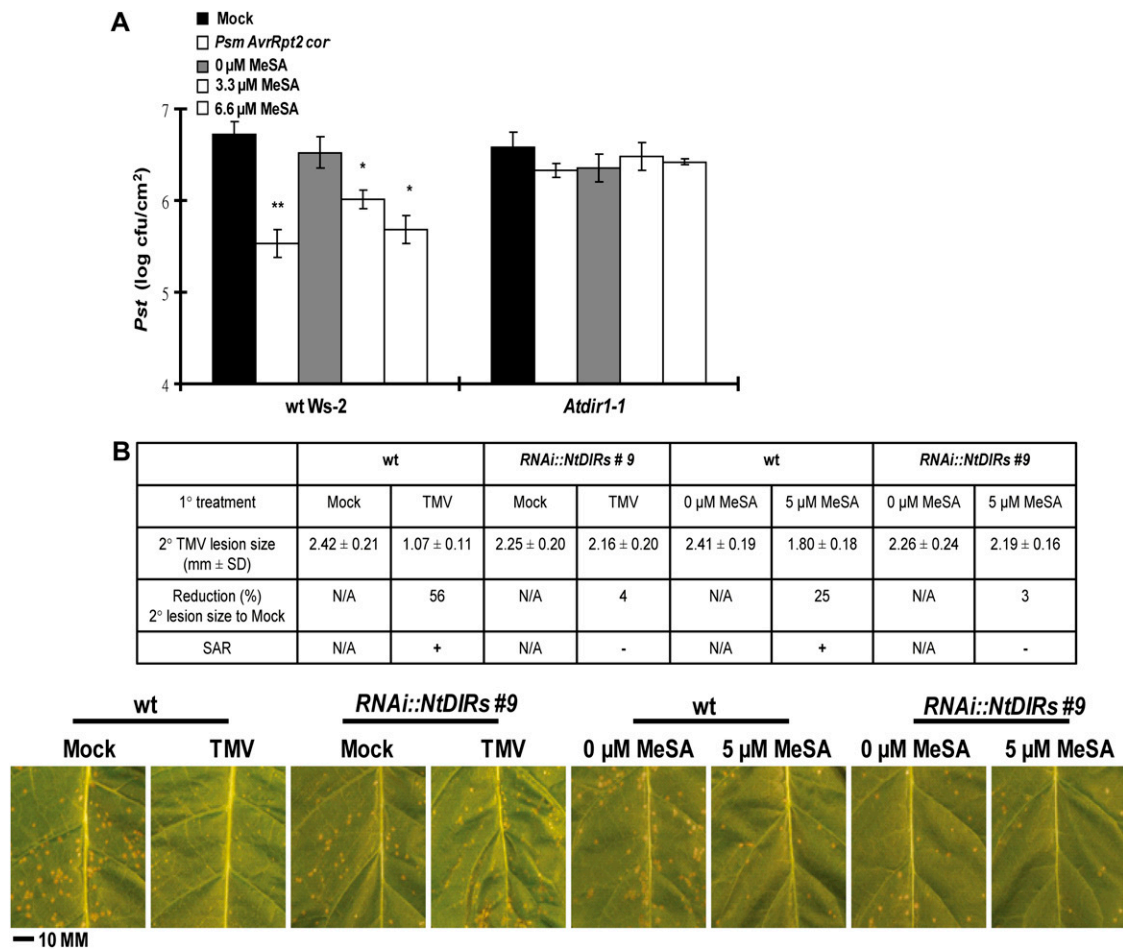 A
Mock
Psm AvrRpt2 cor-
0 µM MeSA
3.3 µM MeSA
6.6 µM MeSA
Pst (log cfu/cm²)
7
6
5
4
** * *
wt Ws-2 Atdir1-1
B
wt RNAi::NtDIRs # 9 wt RNAi::NtDIRs #9
1° treatment Mock TMV Mock TMV 0 µM MeSA 5 µM MeSA 0 µM MeSA 5 µM MeSA
2° TMV lesion size (mm ± SD) 2.42 ± 0.21 1.07 ± 0.11 2.25 ± 0.20 2.16 ± 0.20 2.41 ± 0.19 1.80 ± 0.18 2.26 ± 0.24 2.19 ± 0.16
Reduction (%) 2° lesion size to Mock N/A 56 N/A 4 N/A 25 N/A 3
SAR N/A + N/A - N/A + N/A -
wt RNAi::NtDIRs #9 wt RNAi::NtDIRs #9
Mock TMV Mock TMV 0 µM MeSA 5 µM MeSA 0 µM MeSA 5 µM MeSA
10 MM